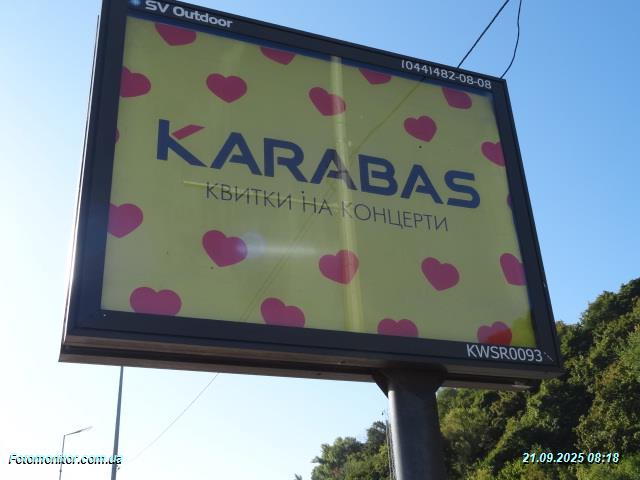 SV Outdoor
(044)482-08-08
KARABAS
КВИТКИ НА КОНЦЕРТИ
KWSR0093
Fotomonitor.com.ua
21.09.2025 08:18